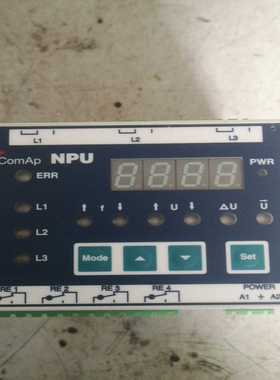 L1 L2 L3
ComAp NPU
PWR
ERR
L1
↑ f ↓ ↑ U ↓ ΔU Ū
L2
L3
Mode ▲ ▼ Set
RE 1 RE 2 RE 3 RE 4 POWER
A1 + A2